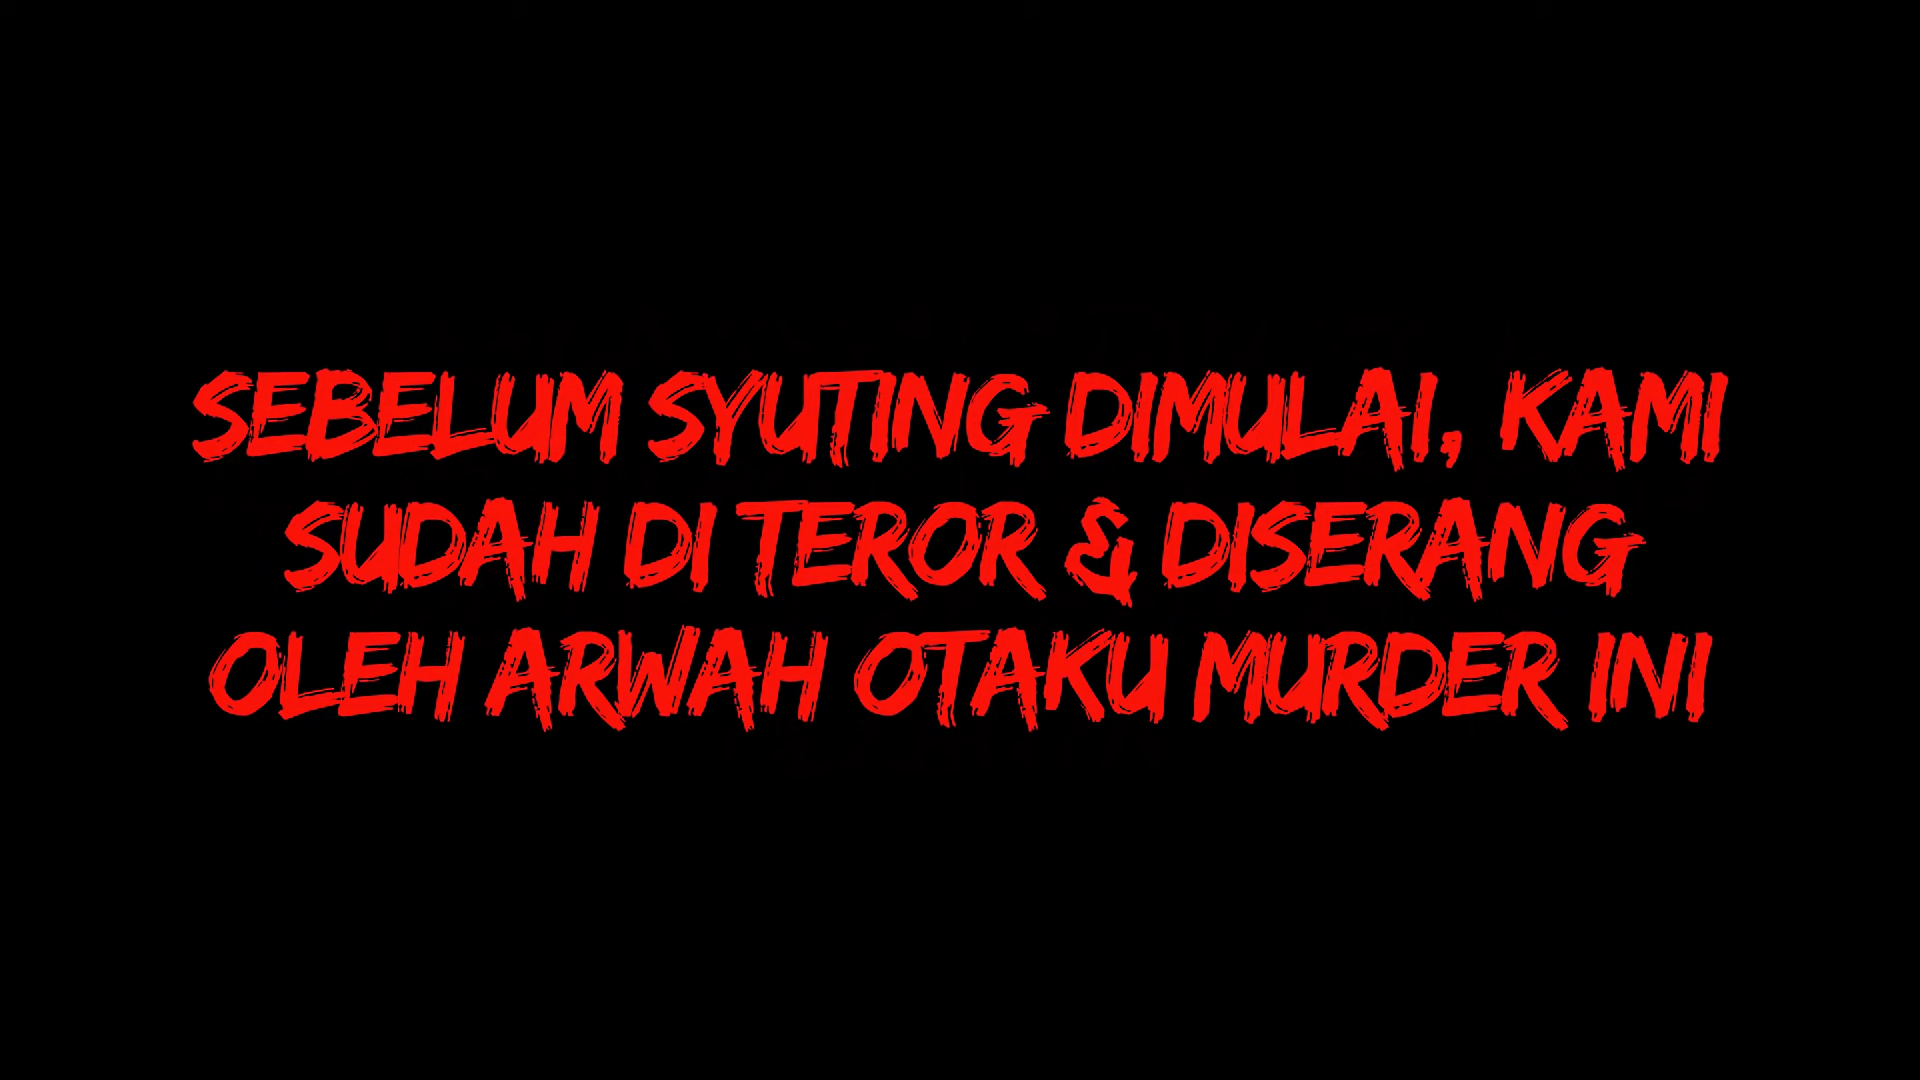 SEBELUM SYUTING DIMULAI, KAMI
SUDAH DI TEROR & DISERANG
OLEH ARWAH OTAKU MURDER INI